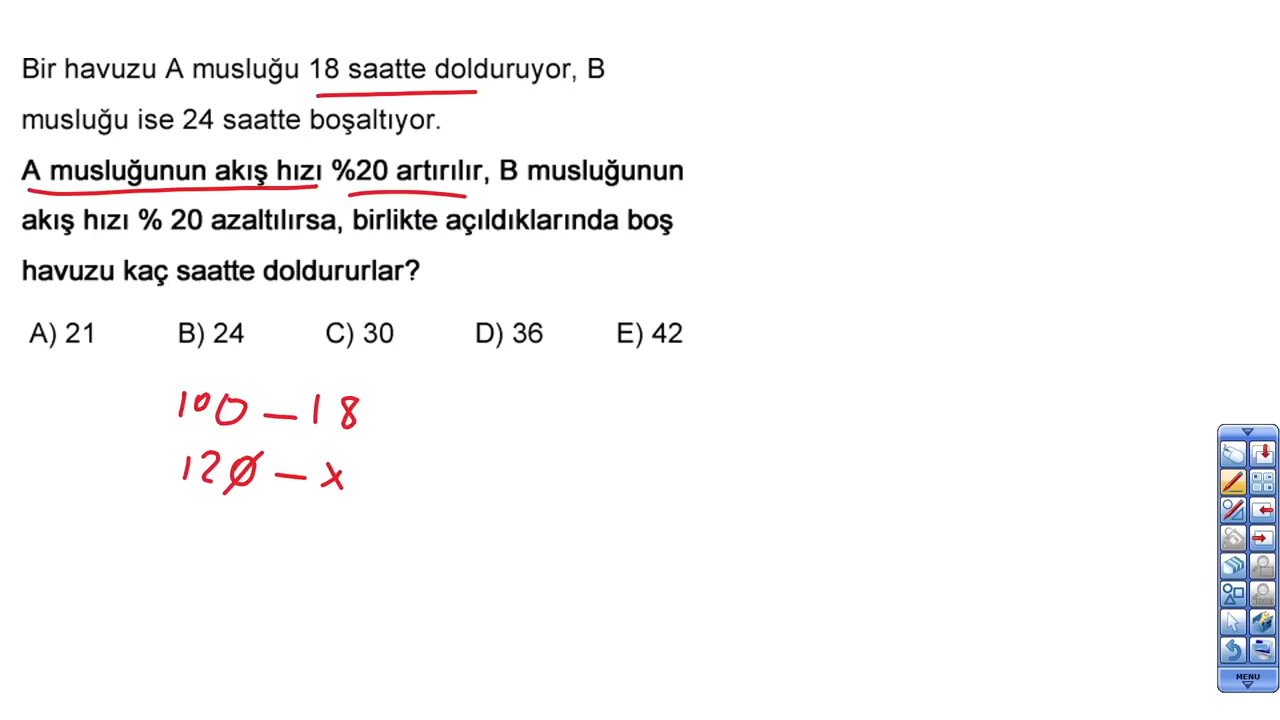 Bir havuzu A musluğu 18 saatte dolduruyor, B
musluğu ise 24 saatte boşaltıyor.
A musluğunun akış hızı %20 artırılır, B musluğunun
akış hızı % 20 azaltılırsa, birlikte açıldıklarında boş
havuzu kaç saatte doldururlar?
A) 21 B) 24 C) 30 D) 36 E) 42
100 — 18
120 — x
MENU